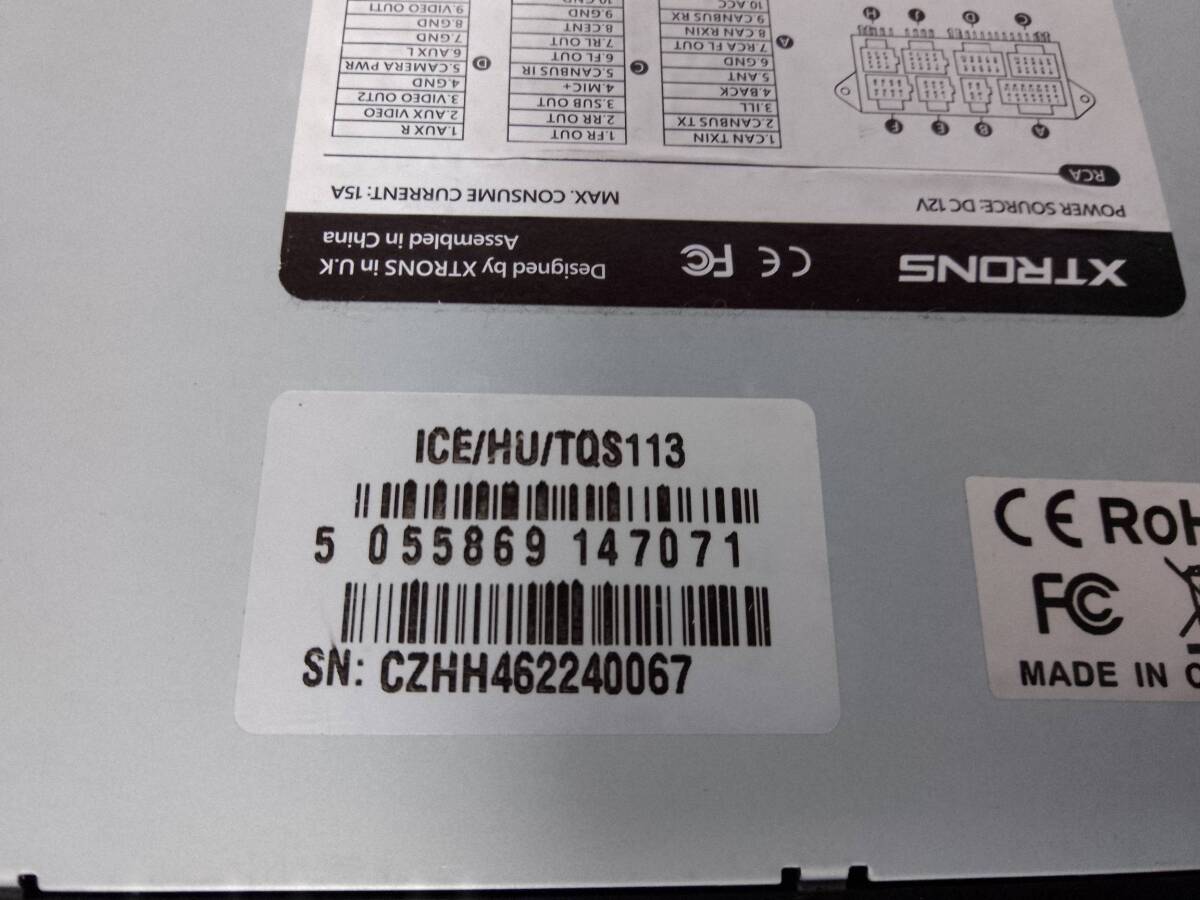 XTRONS
CE FC
Designed by XTRONS in U.K
Assembled in China
POWER SOURCE: DC 12V
MAX. CONSUME CURRENT: 15A
RCA
A
B
E
F
C
D
J
H
A
1.CAN TXIN
2.CANBUS TX
3.ILL
4.BACK
5.ANT
6.GND
7.RCA FL OUT
8.CAN RXIN
9.CANBUS RX
10.ACC
C
1.FR OUT
2.RR OUT
3.SUB OUT
4.MIC+
5.CANBUS IR
6.FL OUT
7.RL OUT
8.CENT
9.GND
10.GND
D
1.AUX R
2.AUX VIDEO
3.VIDEO OUT2
4.GND
5.CAMERA PWR
6.AUX L
7.GND
8.GND
9.VIDEO OUT1
ICE/HU/TQS113
5 055869 147071
SN: CZHH462240067
CE RoH
FC
MADE IN C